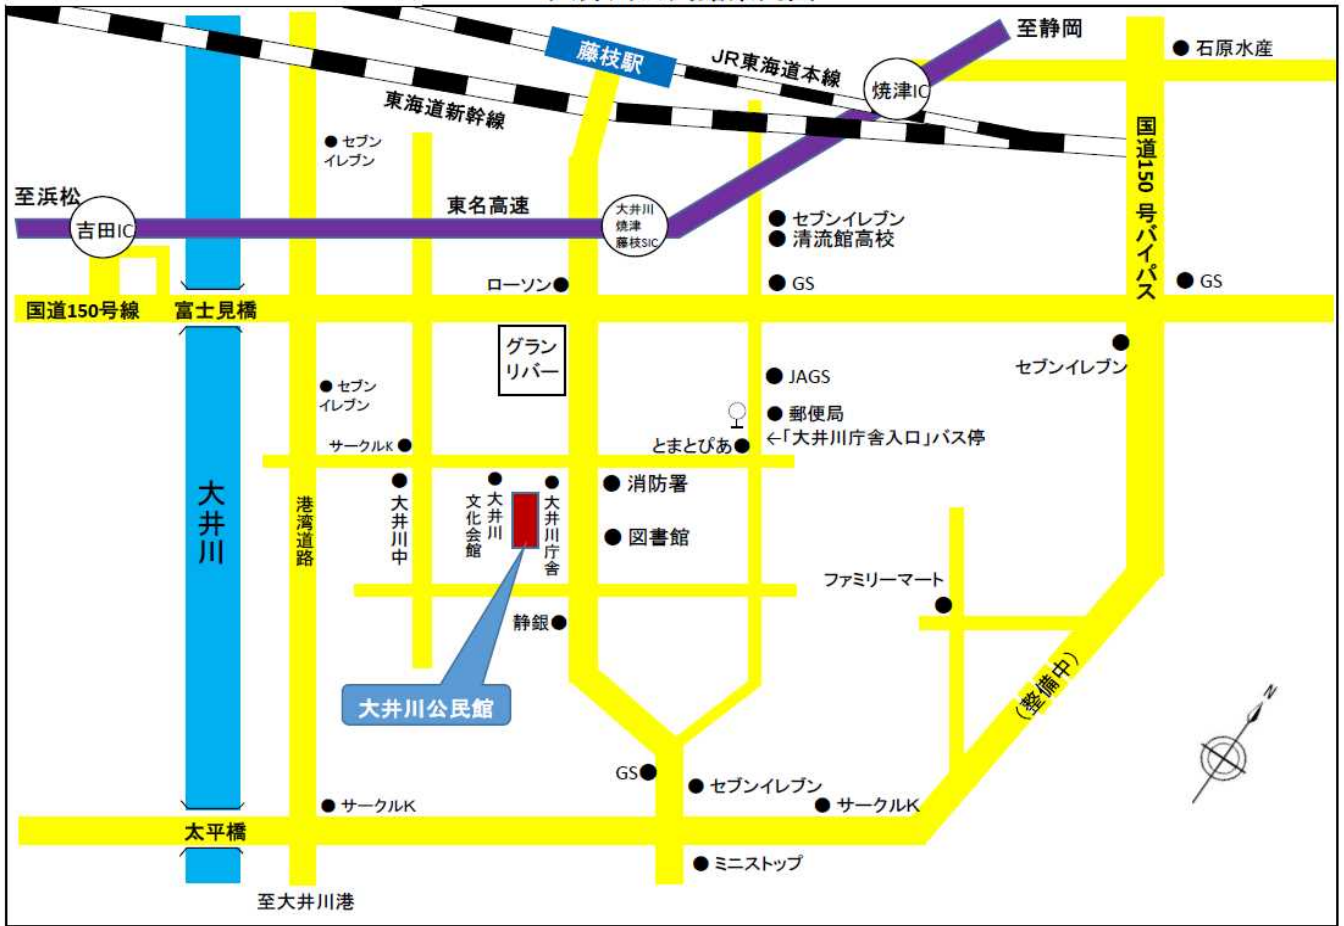 至静岡
石原水産
藤枝駅
JR東海道本線
焼津IC
東海道新幹線
セブン
イレブン
国道150号バイパス
至浜松
吉田IC
東名高速
大井川
焼津
藤枝SIC
セブンイレブン
清流館高校
ローソン
GS
GS
国道150号線
富士見橋
グラン
リバー
セブンイレブン
セブン
イレブン
JAGS
郵便局
←「大井川庁舎入口」バス停
サークルK
とまとぴあ
大井川
港湾道路
大井川中
大井川
文化会館
大井川庁舎
消防署
図書館
ファミリーマート
静銀
大井川公民館
(整備中)
N
GS
セブンイレブン
サークルK
サークルK
太平橋
ミニストップ
至大井川港